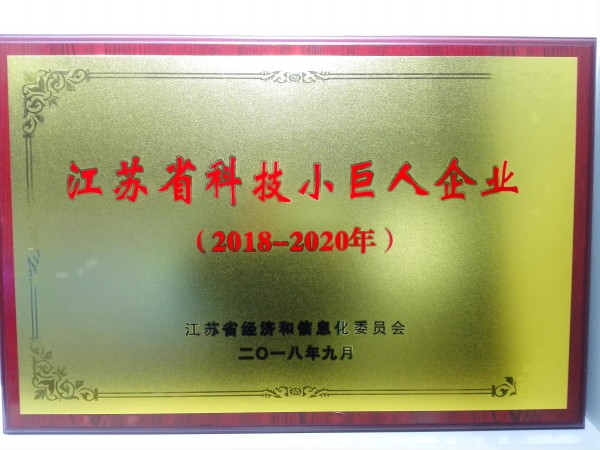 江苏省科技小巨人企业
（2018-2020年）
江苏省经济和信息化委员会
二〇一八年九月